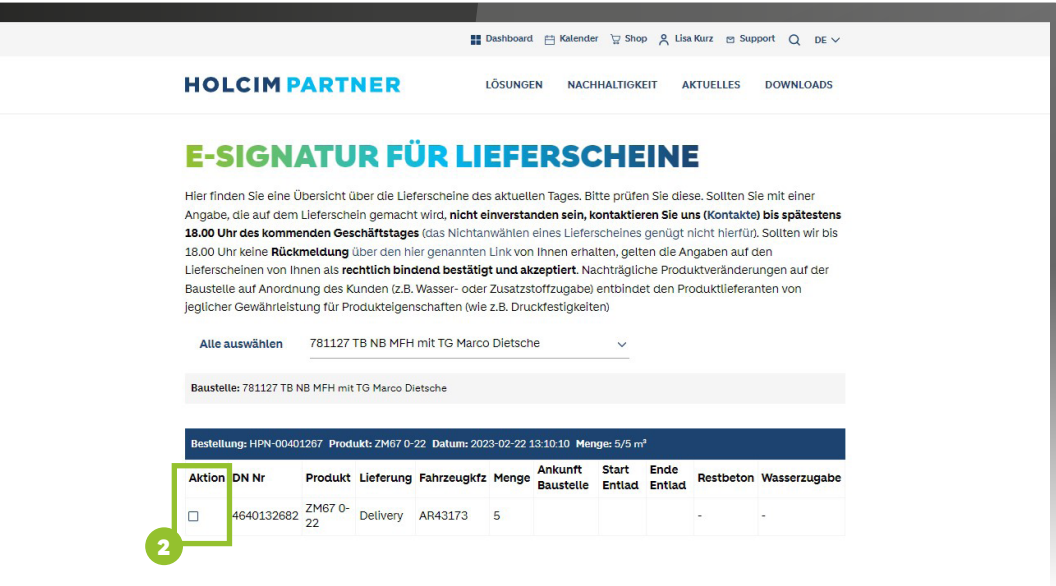 Dashboard Kalender Shop Lisa Kurz Support DE
HOLCIM PARTNER LÖSUNGEN NACHHALTIGKEIT AKTUELLES DOWNLOADS
E-SIGNATUR FÜR LIEFERSCHEINE
Hier finden Sie eine Übersicht über die Lieferscheine des aktuellen Tages. Bitte prüfen Sie diese. Sollten Sie mit einer
Angabe, die auf dem Lieferschein gemacht wird, nicht einverstanden sein, kontaktieren Sie uns (Kontakte) bis spätestens
18.00 Uhr des kommenden Geschäftstages (das Nichtanwählen eines Lieferscheines genügt nicht hierfür). Sollten wir bis
18.00 Uhr keine Rückmeldung über den hier genannten Link von Ihnen erhalten, gelten die Angaben auf den
Lieferscheinen von Ihnen als rechtlich bindend bestätigt und akzeptiert. Nachträgliche Produktveränderungen auf der
Baustelle auf Anordnung des Kunden (z.B. Wasser- oder Zusatzstoffzugabe) entbindet den Produktlieferanten von
jeglicher Gewährleistung für Produkteigenschaften (wie z.B. Druckfestigkeiten)
Alle auswählen 781127 TB NB MFH mit TG Marco Dietsche
Baustelle: 781127 TB NB MFH mit TG Marco Dietsche
Bestellung: HPN-00401267 Produkt: ZM67 0-22 Datum: 2023-02-22 13:10:10 Menge: 5/5 m³
Aktion DN Nr Produkt Lieferung Fahrzeugkfz Menge Ankunft Baustelle Start Entlad Ende Entlad Restbeton Wasserzugabe
4640132682 ZM67 0-22 Delivery AR43173 5 - -
2